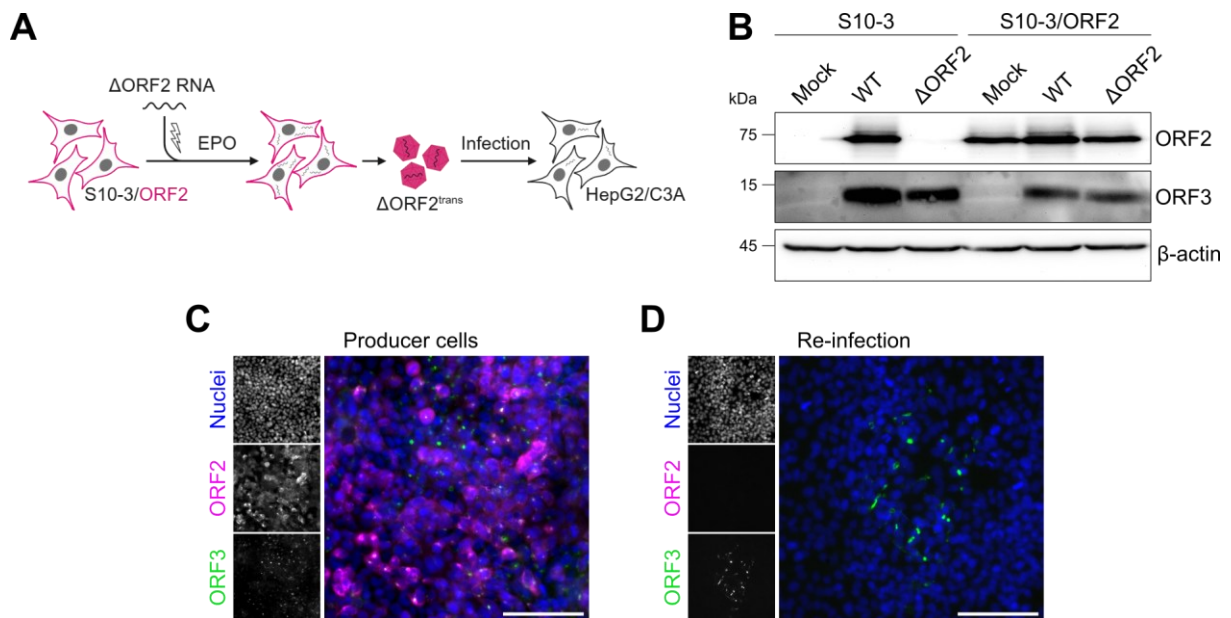 A
ΔORF2 RNA
EPO
Infection
S10-3/ORF2
ΔORF2trans
HepG2/C3A
B
S10-3
S10-3/ORF2
Mock
WT
ΔORF2
Mock
WT
ΔORF2
kDa
75
ORF2
15
ORF3
45
β-actin
C
Producer cells
Nuclei
ORF2
ORF3
D
Re-infection
Nuclei
ORF2
ORF3